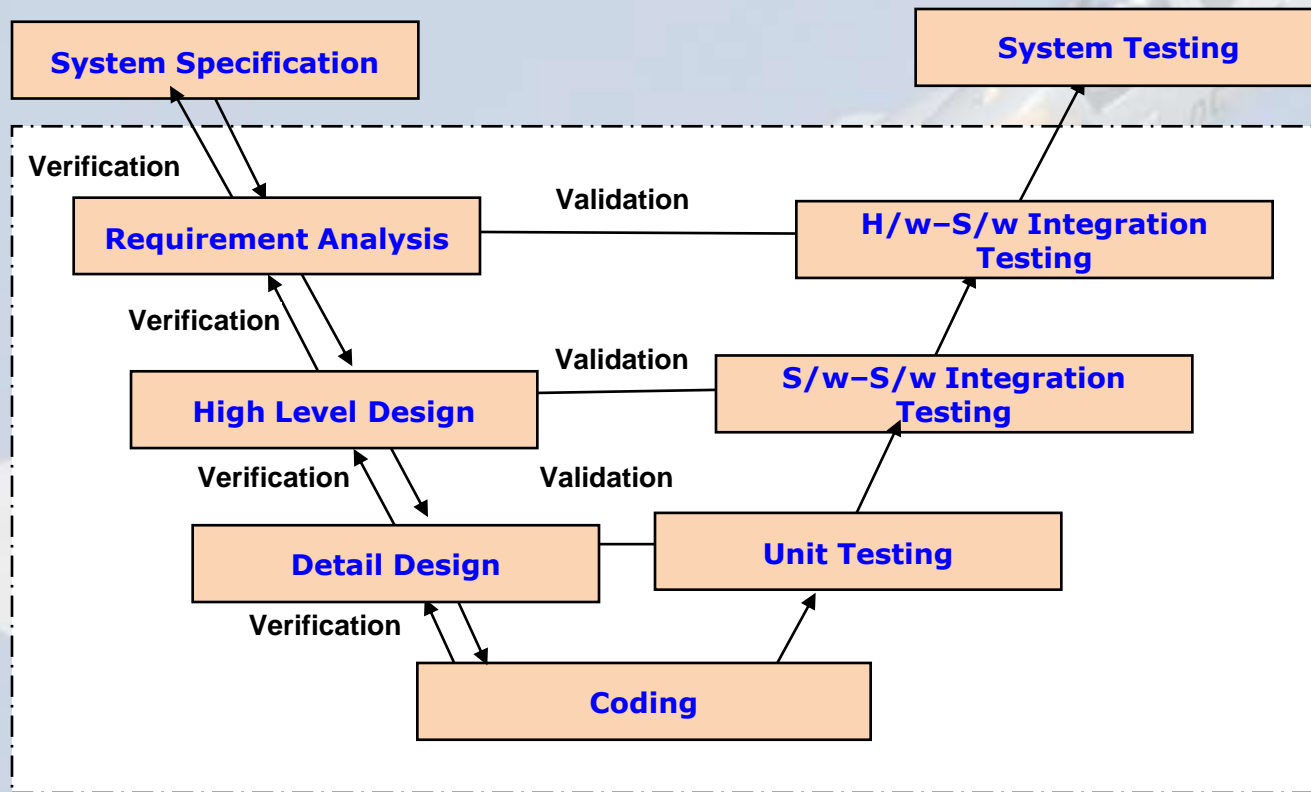 System Specification
System Testing
Verification
Validation
Requirement Analysis
H/w–S/w Integration
Testing
Verification
Validation
High Level Design
S/w–S/w Integration
Testing
Verification
Validation
Detail Design
Unit Testing
Verification
Coding